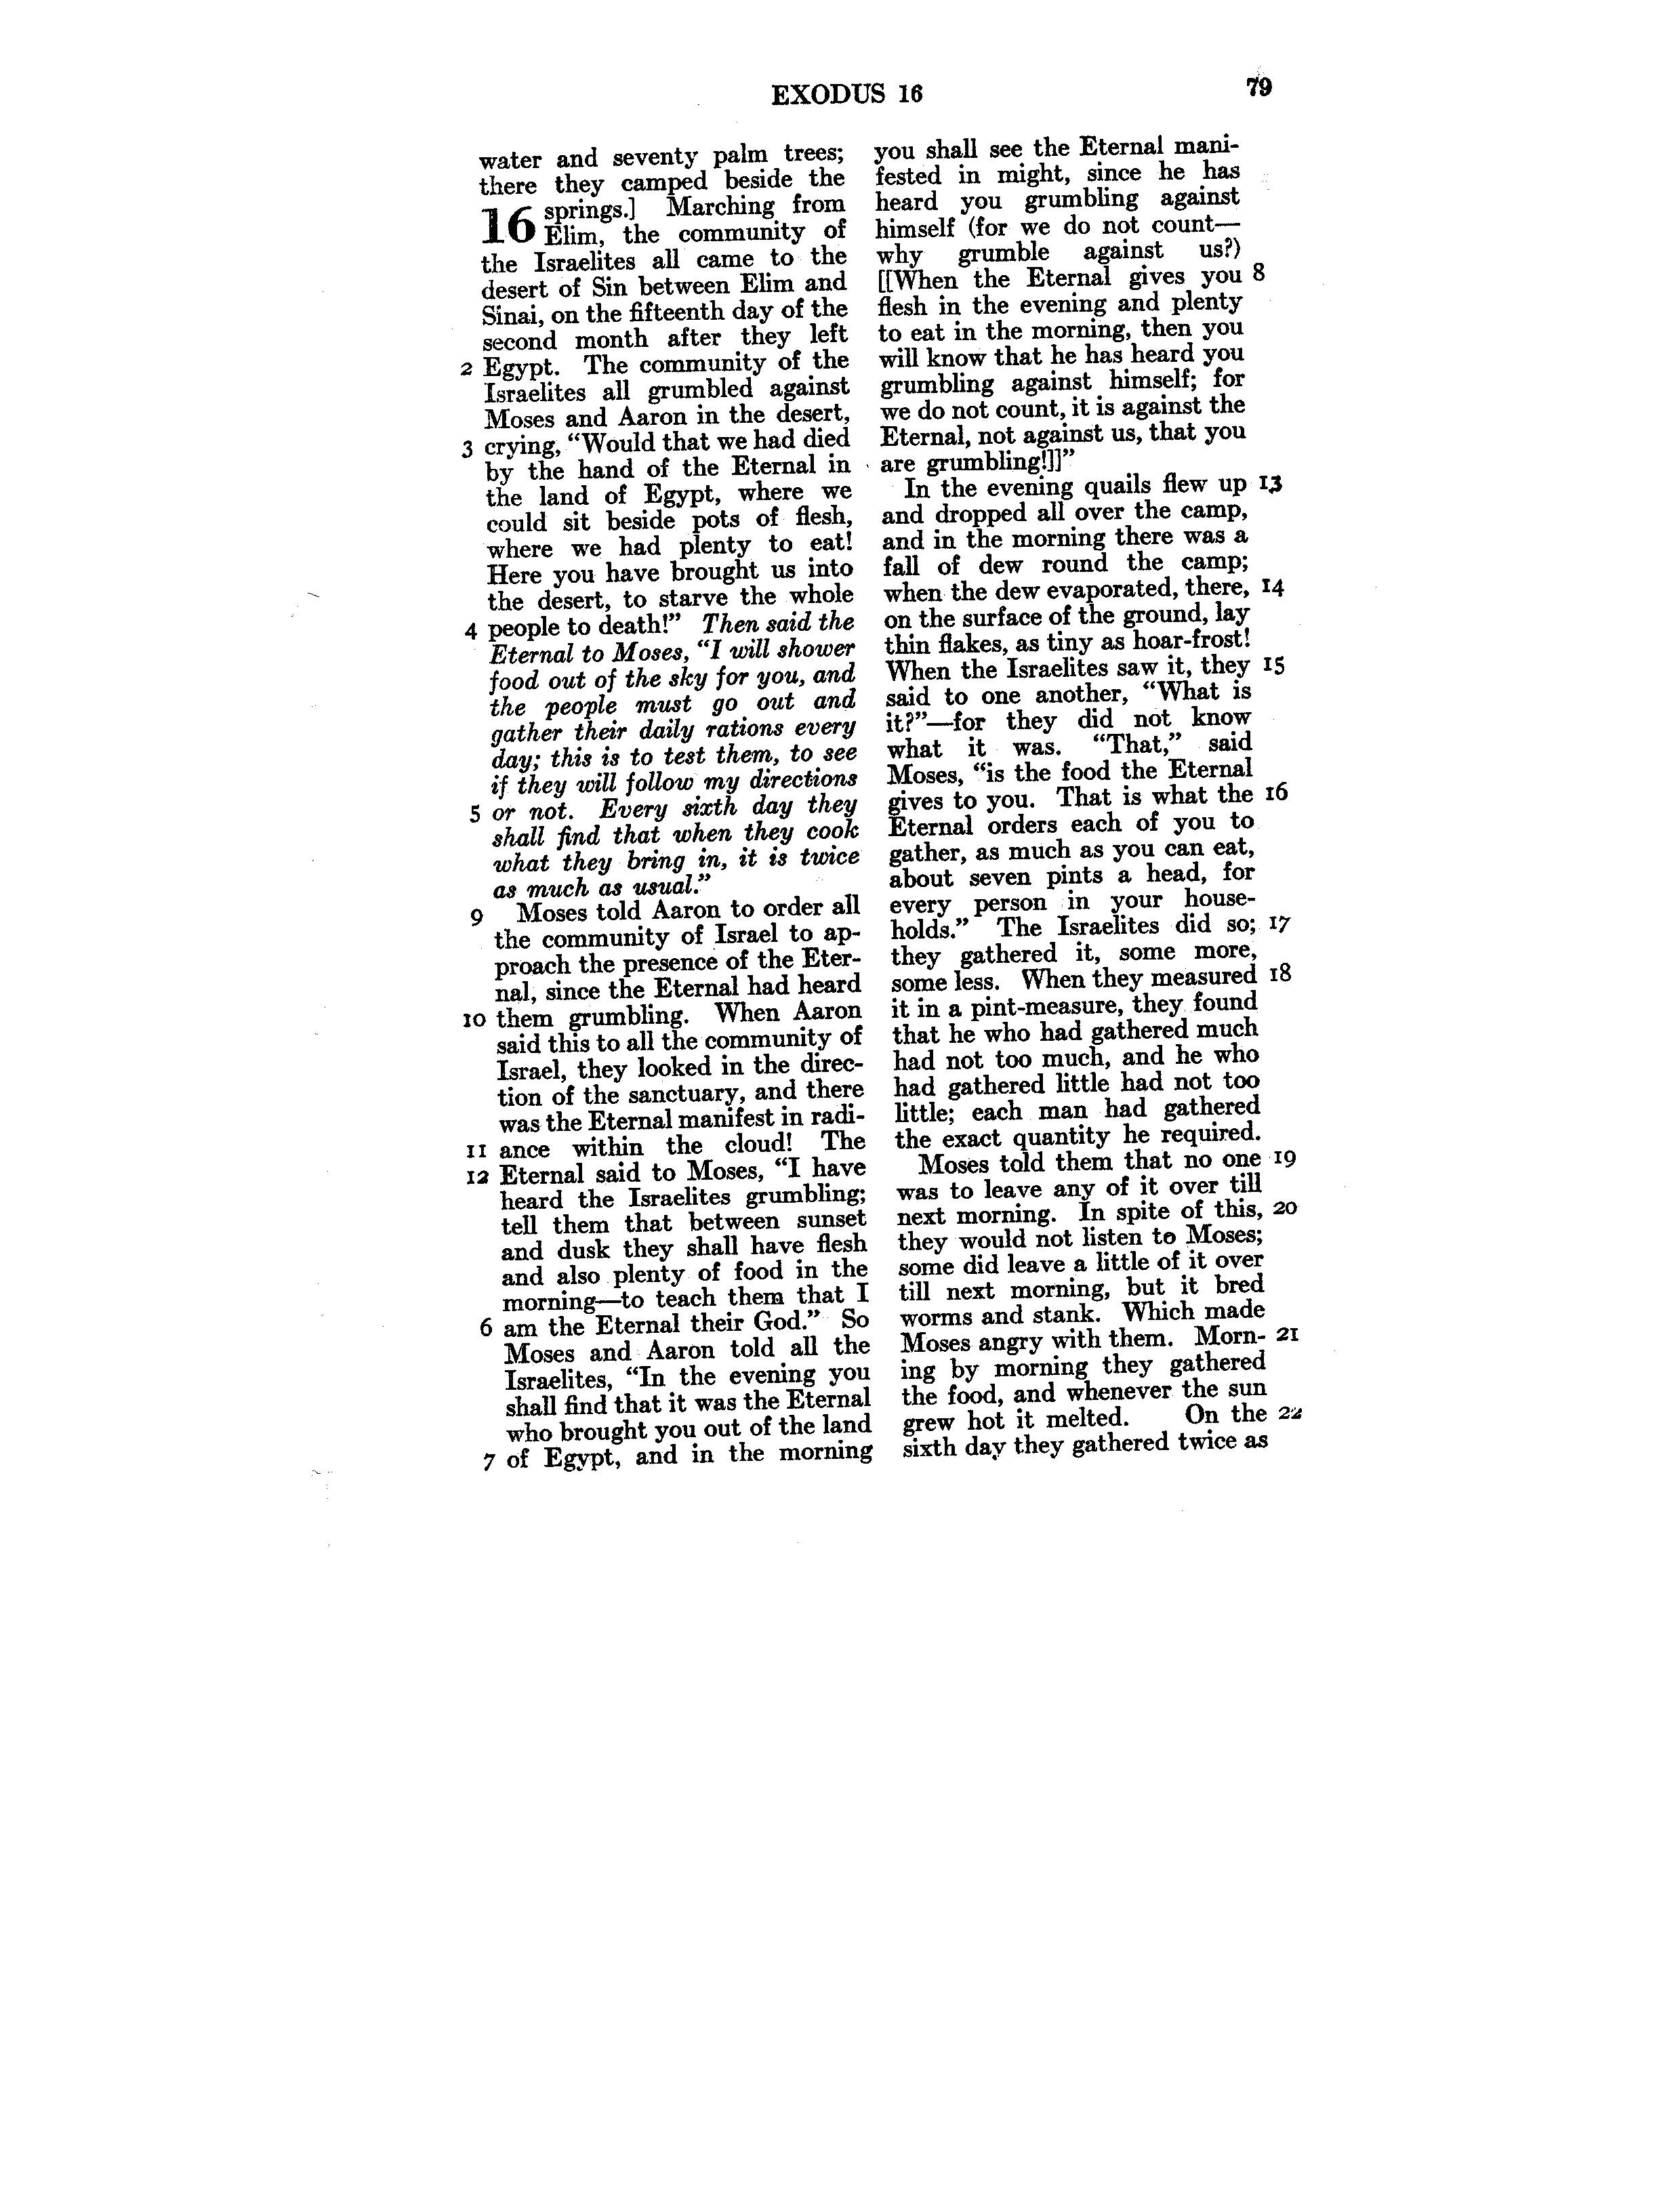 EXODUS 16
79
water and seventy palm trees;
there they camped beside the
16 springs.] Marching from
Elim, the community of
the Israelites all came to the
desert of Sin between Elim and
Sinai, on the fifteenth day of the
second month after they left
2 Egypt. The community of the
Israelites all grumbled against
Moses and Aaron in the desert,
3 crying, “Would that we had died
by the hand of the Eternal in
the land of Egypt, where we
could sit beside pots of flesh,
where we had plenty to eat!
Here you have brought us into
the desert, to starve the whole
4 people to death!” Then said the
Eternal to Moses, “I will shower
food out of the sky for you, and
the people must go out and
gather their daily rations every
day; this is to test them, to see
if they will follow my directions
5 or not. Every sixth day they
shall find that when they cook
what they bring in, it is twice
as much as usual.”
9 Moses told Aaron to order all
the community of Israel to ap-
proach the presence of the Eter-
nal, since the Eternal had heard
10 them grumbling. When Aaron
said this to all the community of
Israel, they looked in the direc-
tion of the sanctuary, and there
was the Eternal manifest in radi-
11 ance within the cloud! The
12 Eternal said to Moses, “I have
heard the Israelites grumbling;
tell them that between sunset
and dusk they shall have flesh
and also plenty of food in the
morning—to teach them that I
6 am the Eternal their God.” So
Moses and Aaron told all the
Israelites, “In the evening you
shall find that it was the Eternal
who brought you out of the land
7 of Egypt, and in the morning
you shall see the Eternal mani-
fested in might, since he has
heard you grumbling against
himself (for we do not count—
why grumble against us?)
[[When the Eternal gives you 8
flesh in the evening and plenty
to eat in the morning, then you
will know that he has heard you
grumbling against himself; for
we do not count, it is against the
Eternal, not against us, that you
are grumbling!]]”
In the evening quails flew up 13
and dropped all over the camp,
and in the morning there was a
fall of dew round the camp;
when the dew evaporated, there, 14
on the surface of the ground, lay
thin flakes, as tiny as hoar-frost!
When the Israelites saw it, they 15
said to one another, “What is
it?”—for they did not know
what it was. “That,” said
Moses, “is the food the Eternal
gives to you. That is what the 16
Eternal orders each of you to
gather, as much as you can eat,
about seven pints a head, for
every person in your house-
holds.” The Israelites did so; 17
they gathered it, some more,
some less. When they measured 18
it in a pint-measure, they found
that he who had gathered much
had not too much, and he who
had gathered little had not too
little; each man had gathered
the exact quantity he required.
Moses told them that no one 19
was to leave any of it over till
next morning. In spite of this, 20
they would not listen to Moses;
some did leave a little of it over
till next morning, but it bred
worms and stank. Which made
Moses angry with them. Morn- 21
ing by morning they gathered
the food, and whenever the sun
grew hot it melted. On the 22
sixth day they gathered twice as